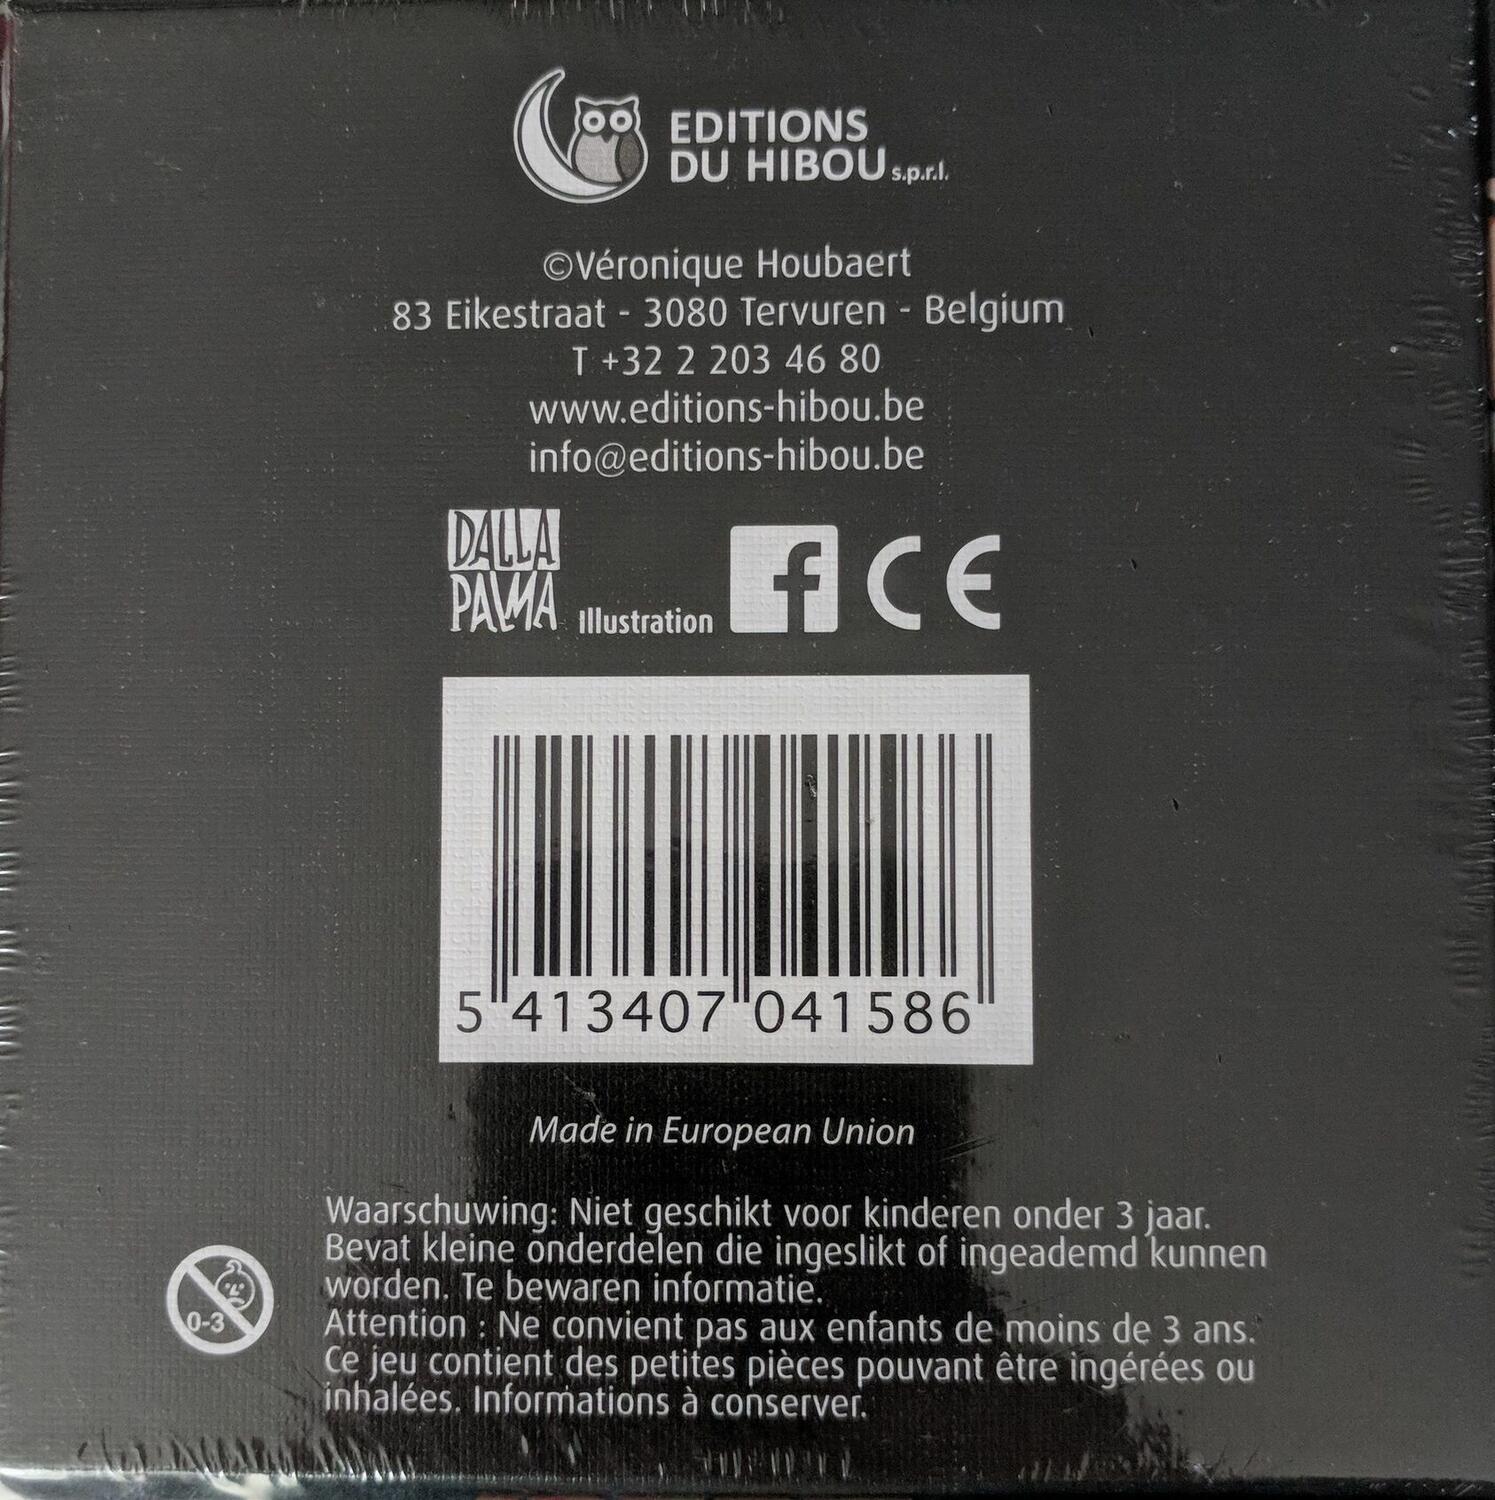 EDITIONS
DU HIBOU s.p.r.l.
©Véronique Houbaert
83 Eikestraat - 3080 Tervuren - Belgium
T +32 2 203 46 80
www.editions-hibou.be
info@editions-hibou.be
DALLA
PALMA Illustration
f CE
5 413407 041586
Made in European Union
Waarschuwing: Niet geschikt voor kinderen onder 3 jaar.
Bevat kleine onderdelen die ingeslikt of ingeademd kunnen
worden. Te bewaren informatie.
0-3
Attention : Ne convient pas aux enfants de moins de 3 ans.
Ce jeu contient des petites pièces pouvant être ingérées ou
inhalées. Informations à conserver.